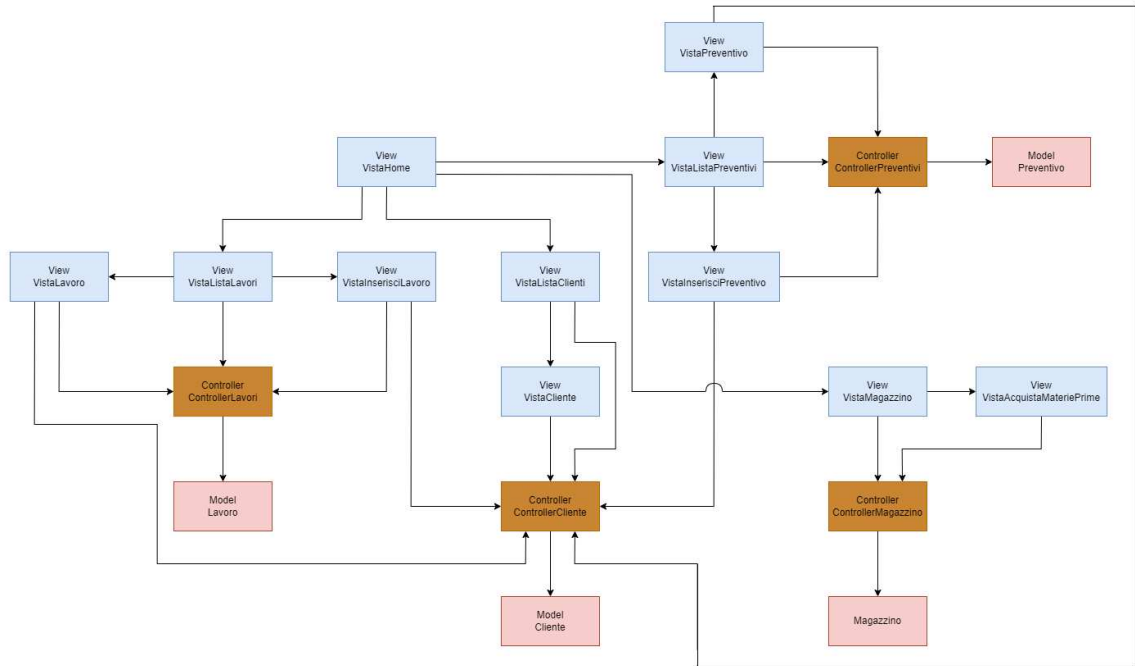 View
VistaPreventivo
View
VistaHome
View
VistaListaPreventivi
Controller
ControllerPreventivi
Model
Preventivo
View
VistaLavoro
View
VistaListaLavori
View
VistaInserisciLavoro
View
VistaListaClienti
View
VistaInserisciPreventivo
Controller
ControllerLavori
View
VistaCliente
View
VistaMagazzino
View
VistaAcquistaMateriePrime
Model
Lavoro
Controller
ControllerCliente
Controller
ControllerMagazzino
Model
Cliente
Magazzino